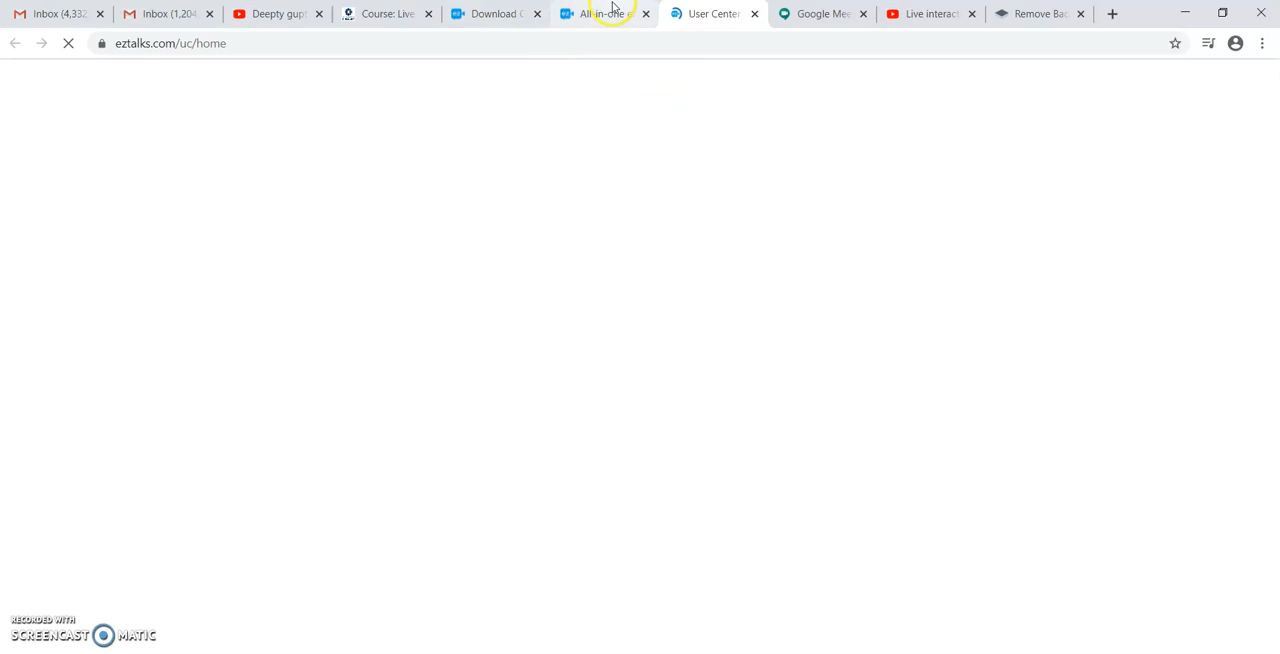 Inbox (4,332 Inbox (1,204 Deepty gupt Course: Live Download C All-in-one e User Center Google Mee Live interact Remove Bac
eztalks.com/uc/home
RECORDED WITH
SCREENCAST MATIC